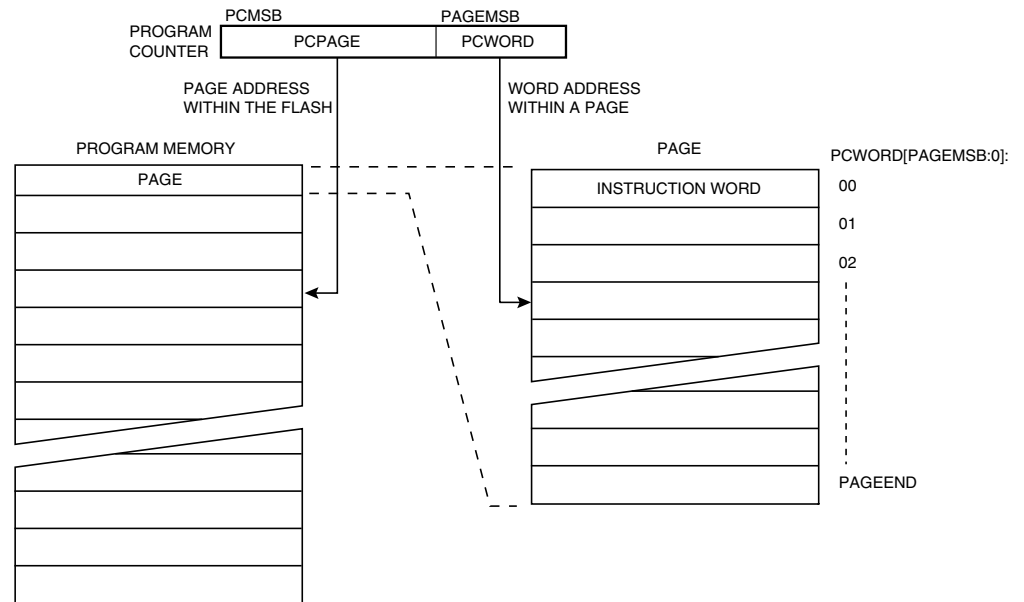 PCMSB PAGEMSB
PROGRAM
COUNTER
PCPAGE PCWORD
PAGE ADDRESS
WITHIN THE FLASH
WORD ADDRESS
WITHIN A PAGE
PROGRAM MEMORY
PAGE
PAGE
PCWORD[PAGEMSB:0]:
INSTRUCTION WORD
00
01
02
PAGEEND